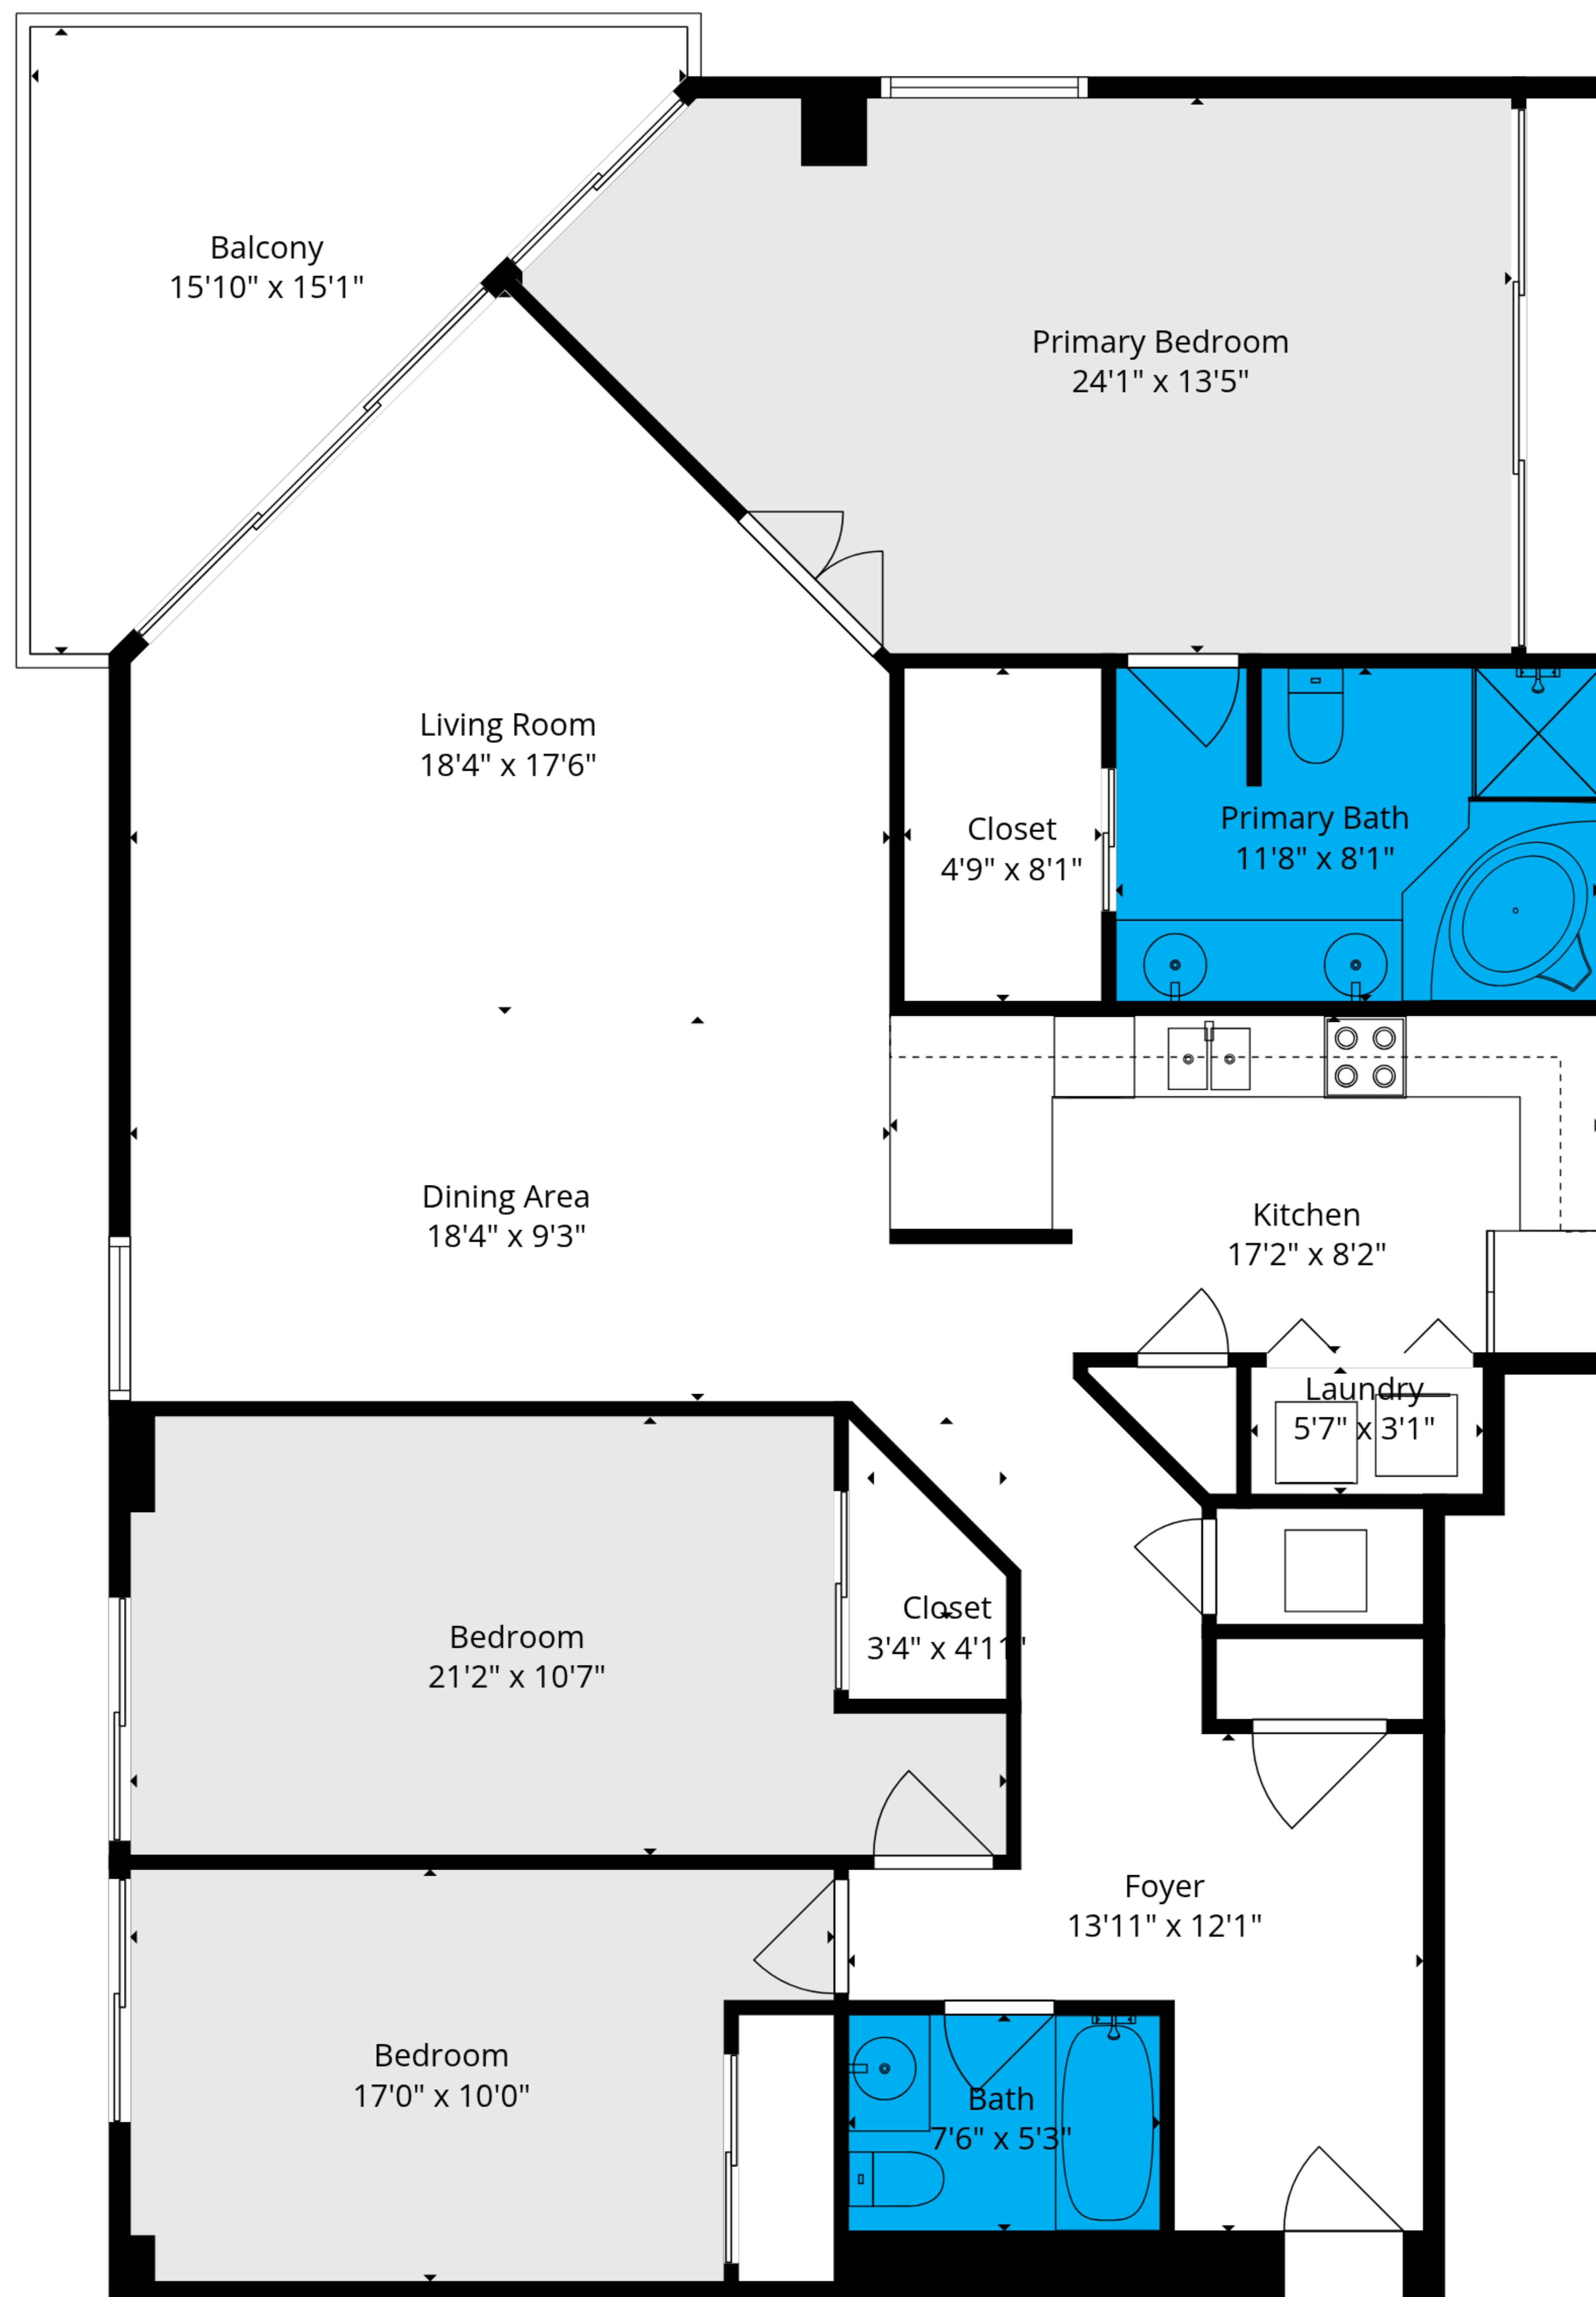 Balcony
15'10" x 15'1"
Primary Bedroom
24'1" x 13'5"
Living Room
18'4" x 17'6"
Closet
4'9" x 8'1"
Primary Bath
11'8" x 8'1"
Dining Area
18'4" x 9'3"
Kitchen
17'2" x 8'2"
Laundry
5'7" x 3'1"
Bedroom
21'2" x 10'7"
Closet
3'4" x 4'11"
Foyer
13'11" x 12'1"
Bedroom
17'0" x 10'0"
Bath
7'6" x 5'3"